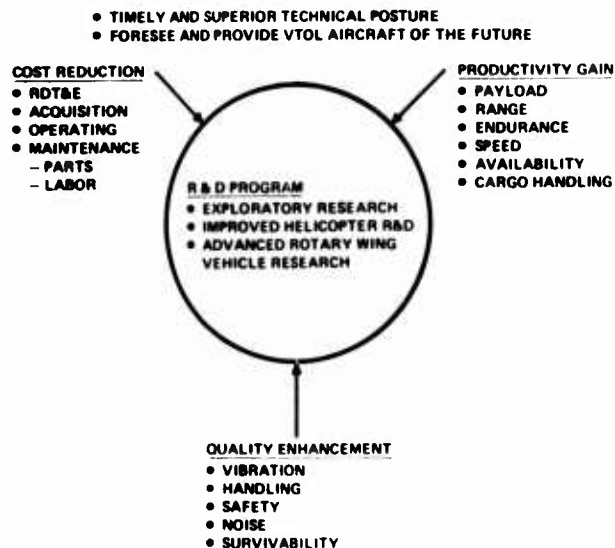 • TIMELY AND SUPERIOR TECHNICAL POSTURE
• FORESEE AND PROVIDE VTOL AIRCRAFT OF THE FUTURE
COST REDUCTION
• RDT&E
• ACQUISITION
• OPERATING
• MAINTENANCE
– PARTS
– LABOR
PRODUCTIVITY GAIN
• PAYLOAD
• RANGE
• ENDURANCE
• SPEED
• AVAILABILITY
• CARGO HANDLING
R & D PROGRAM
• EXPLORATORY RESEARCH
• IMPROVED HELICOPTER R&D
• ADVANCED ROTARY WING
VEHICLE RESEARCH
QUALITY ENHANCEMENT
• VIBRATION
• HANDLING
• SAFETY
• NOISE
• SURVIVABILITY